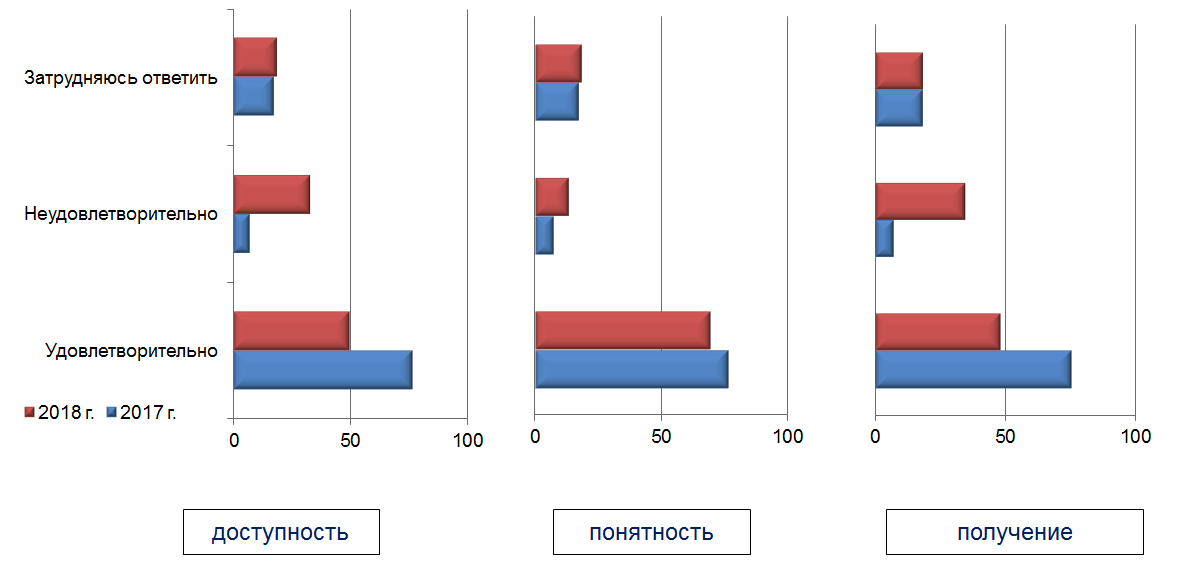 Затрудняюсь ответить
Неудовлетворительно
Удовлетворительно
2018 г. 2017 г.
0 50 100
0 50 100
0 50 100
доступность
понятность
получение